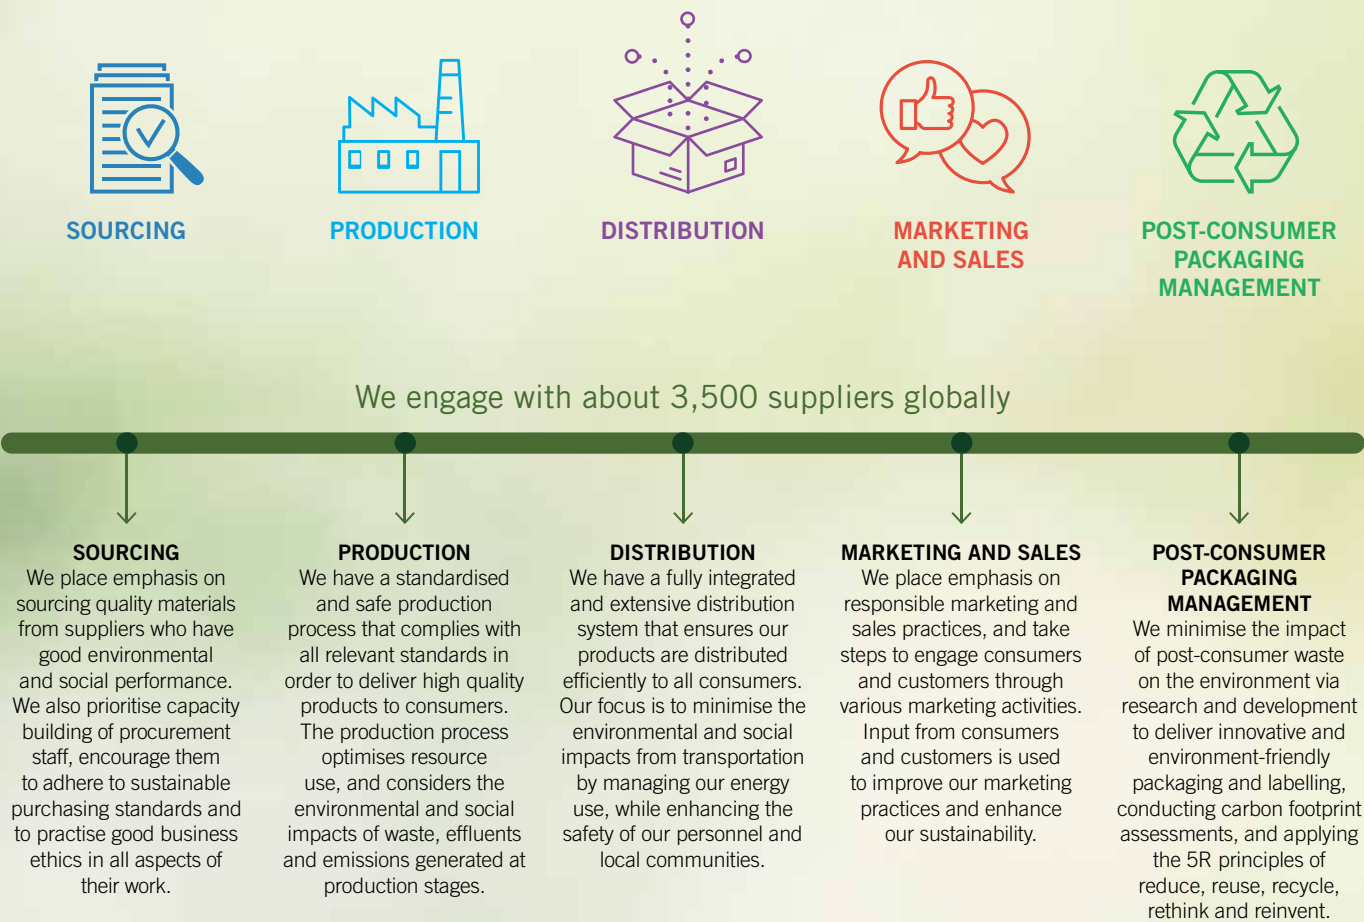 SOURCING
PRODUCTION
DISTRIBUTION
MARKETING
AND SALES
POST-CONSUMER
PACKAGING
MANAGEMENT
We engage with about 3,500 suppliers globally
SOURCING
We place emphasis on
sourcing quality materials
from suppliers who have
good environmental
and social performance.
We also prioritise capacity
building of procurement
staff, encourage them
to adhere to sustainable
purchasing standards and
to practise good business
ethics in all aspects of
their work.
PRODUCTION
We have a standardised
and safe production
process that complies with
all relevant standards in
order to deliver high quality
products to consumers.
The production process
optimises resource
use, and considers the
environmental and social
impacts of waste, effluents
and emissions generated at
production stages.
DISTRIBUTION
We have a fully integrated
and extensive distribution
system that ensures our
products are distributed
efficiently to all consumers.
Our focus is to minimise the
environmental and social
impacts from transportation
by managing our energy
use, while enhancing the
safety of our personnel and
local communities.
MARKETING AND SALES
We place emphasis on
responsible marketing and
sales practices, and take
steps to engage consumers
and customers through
various marketing activities.
Input from consumers
and customers is used
to improve our marketing
practices and enhance
our sustainability.
POST-CONSUMER
PACKAGING
MANAGEMENT
We minimise the impact
of post-consumer waste
on the environment via
research and development
to deliver innovative and
environment-friendly
packaging and labelling,
conducting carbon footprint
assessments, and applying
the 5R principles of
reduce, reuse, recycle,
rethink and reinvent.